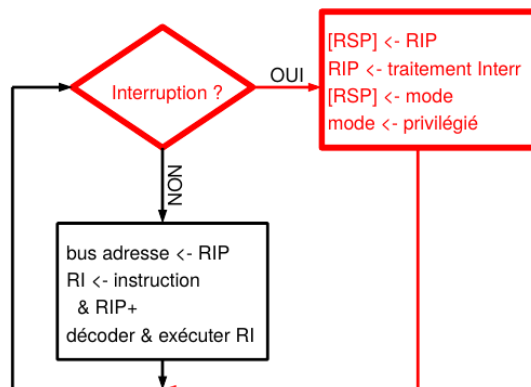 Interruption ?
OUI
[RSP] <- RIP
RIP <- traitement Interr
[RSP] <- mode
mode <- privilégié
NON
bus adresse <- RIP
RI <- instruction
& RIP+
décoder & exécuter RI